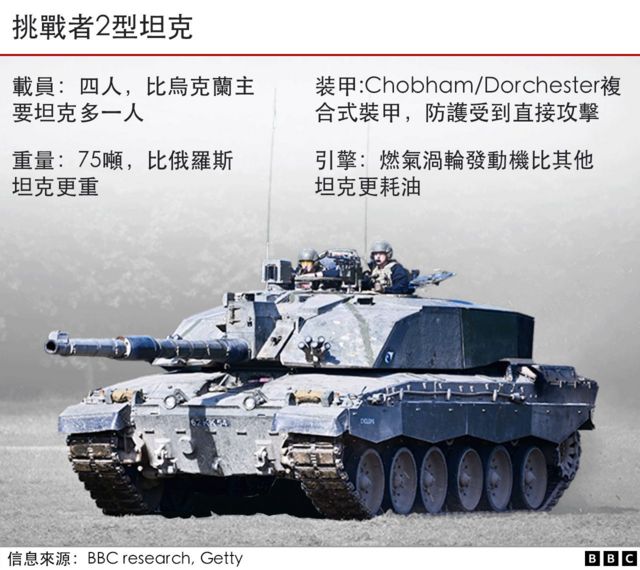 挑戰者2型坦克
載員：四人，比烏克蘭主
要坦克多一人
重量：75噸，比俄羅斯
坦克更重
装甲:Chobham/Dorchester複
合式裝甲，防護受到直接攻擊
引擎：燃氣渦輪發動機比其他
坦克更耗油
信息來源：BBC research, Getty
BBC